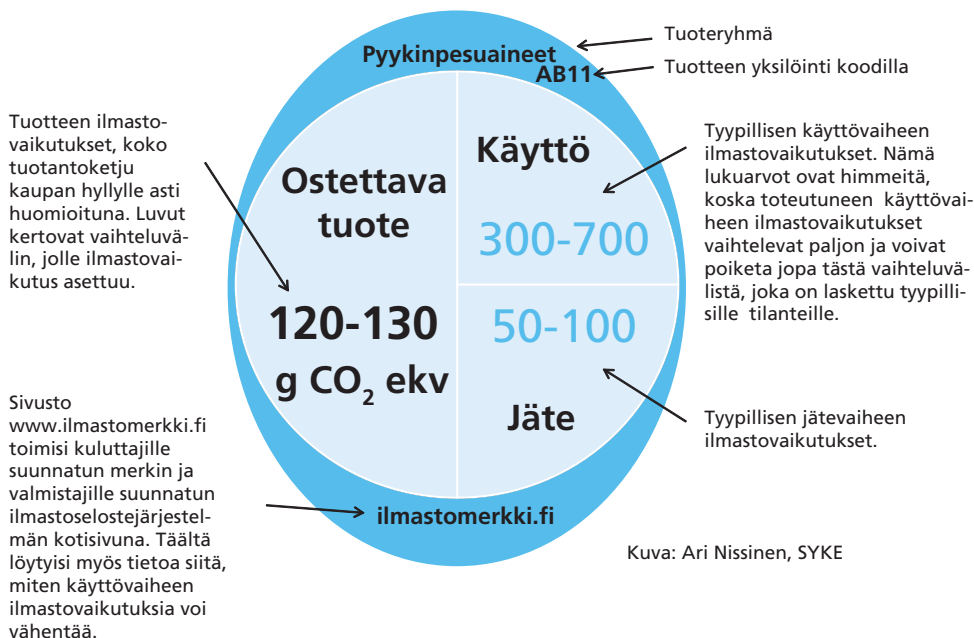 Pyykinpesuaineet
AB11
Tuoteryhmä
Tuotteen yksilöinti koodilla
Tuotteen ilmasto-
vaikutukset, koko
tuotantoketju
kaupan hyllylle asti
huomioituna. Luvut
kertovat vaihteluvä-
lin, jolle ilmastovai-
kutus asettuu.
Ostettava
tuote
120-130
g CO₂ ekv
Käyttö
300-700
50-100
Jäte
Tyypillisen käyttövaiheen
ilmastovaikutukset. Nämä
lukuarvot ovat himmeitä,
koska toteutuneen käyttövai-
heen ilmastovaikutukset
vaihtelevat paljon ja voivat
poiketa jopa tästä vaihteluvä-
listä, joka on laskettu tyypilli-
sille tilanteille.
Tyypillisen jätevaiheen
ilmastovaikutukset.
Sivusto
www.ilmastomerkki.fi
toimisi kuluttajille
suunnatun merkin ja
valmistajille suunnatun
ilmastoselostejärjestel-
män kotisivuna. Täältä
löytyisi myös tietoa siitä,
miten käyttövaiheen
ilmastovaikutuksia voi
vähentää.
ilmastomerkki.fi
Kuva: Ari Nissinen, SYKE